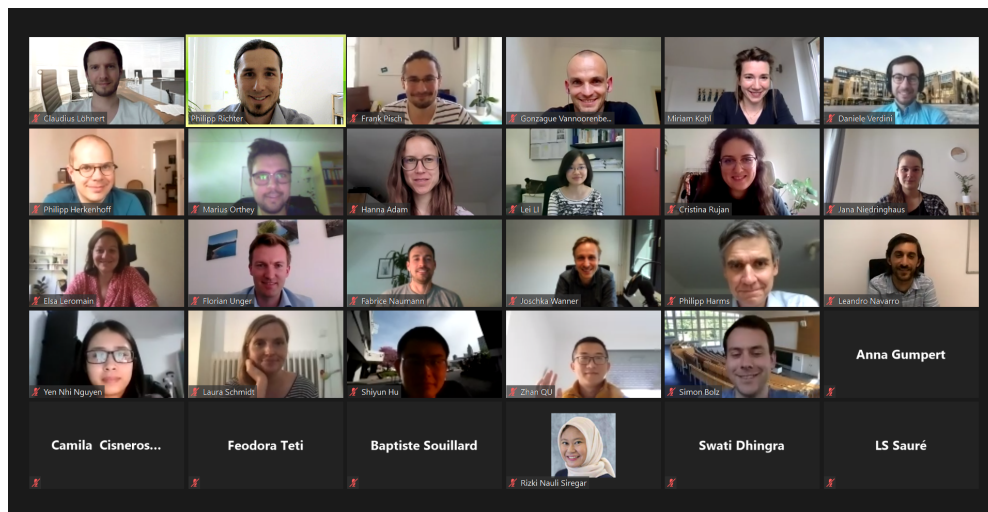 Claudius Löhnert
Philipp Richter
Frank Pisch
Gonzague Vannoorenbe...
Miriam Kohl
Daniele Verdini
Philipp Herkenhoff
Marius Orthey
Hanna Adam
Lei LI
Cristina Rujan
Jana Niedringhaus
Elsa Leromain
Florian Unger
Fabrice Naumann
Joschka Wanner
Philipp Harms
Leandro Navarro
Yen Nhi Nguyen
Laura Schmidt
Shiyun Hu
Zhan QU
Simon Bolz
Anna Gumpert
Camila Cisneros...
Feodora Teti
Baptiste Souillard
Rizki Nauli Siregar
Swati Dhingra
LS Sauré